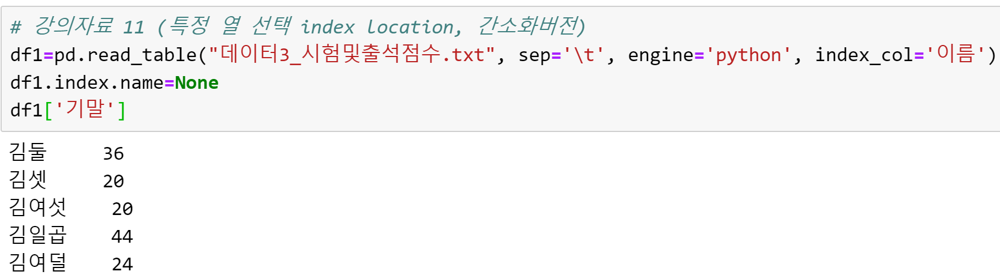 # 강의자료 11 (특정 열 선택 index location, 간소화버전)
df1=pd.read_table("데이터3_시험및출석점수.txt", sep='\t', engine='python', index_col='이름')
df1.index.name=None
df1['기말']
김둘 36
김셋 20
김여섯 20
김일곱 44
김여덜 24